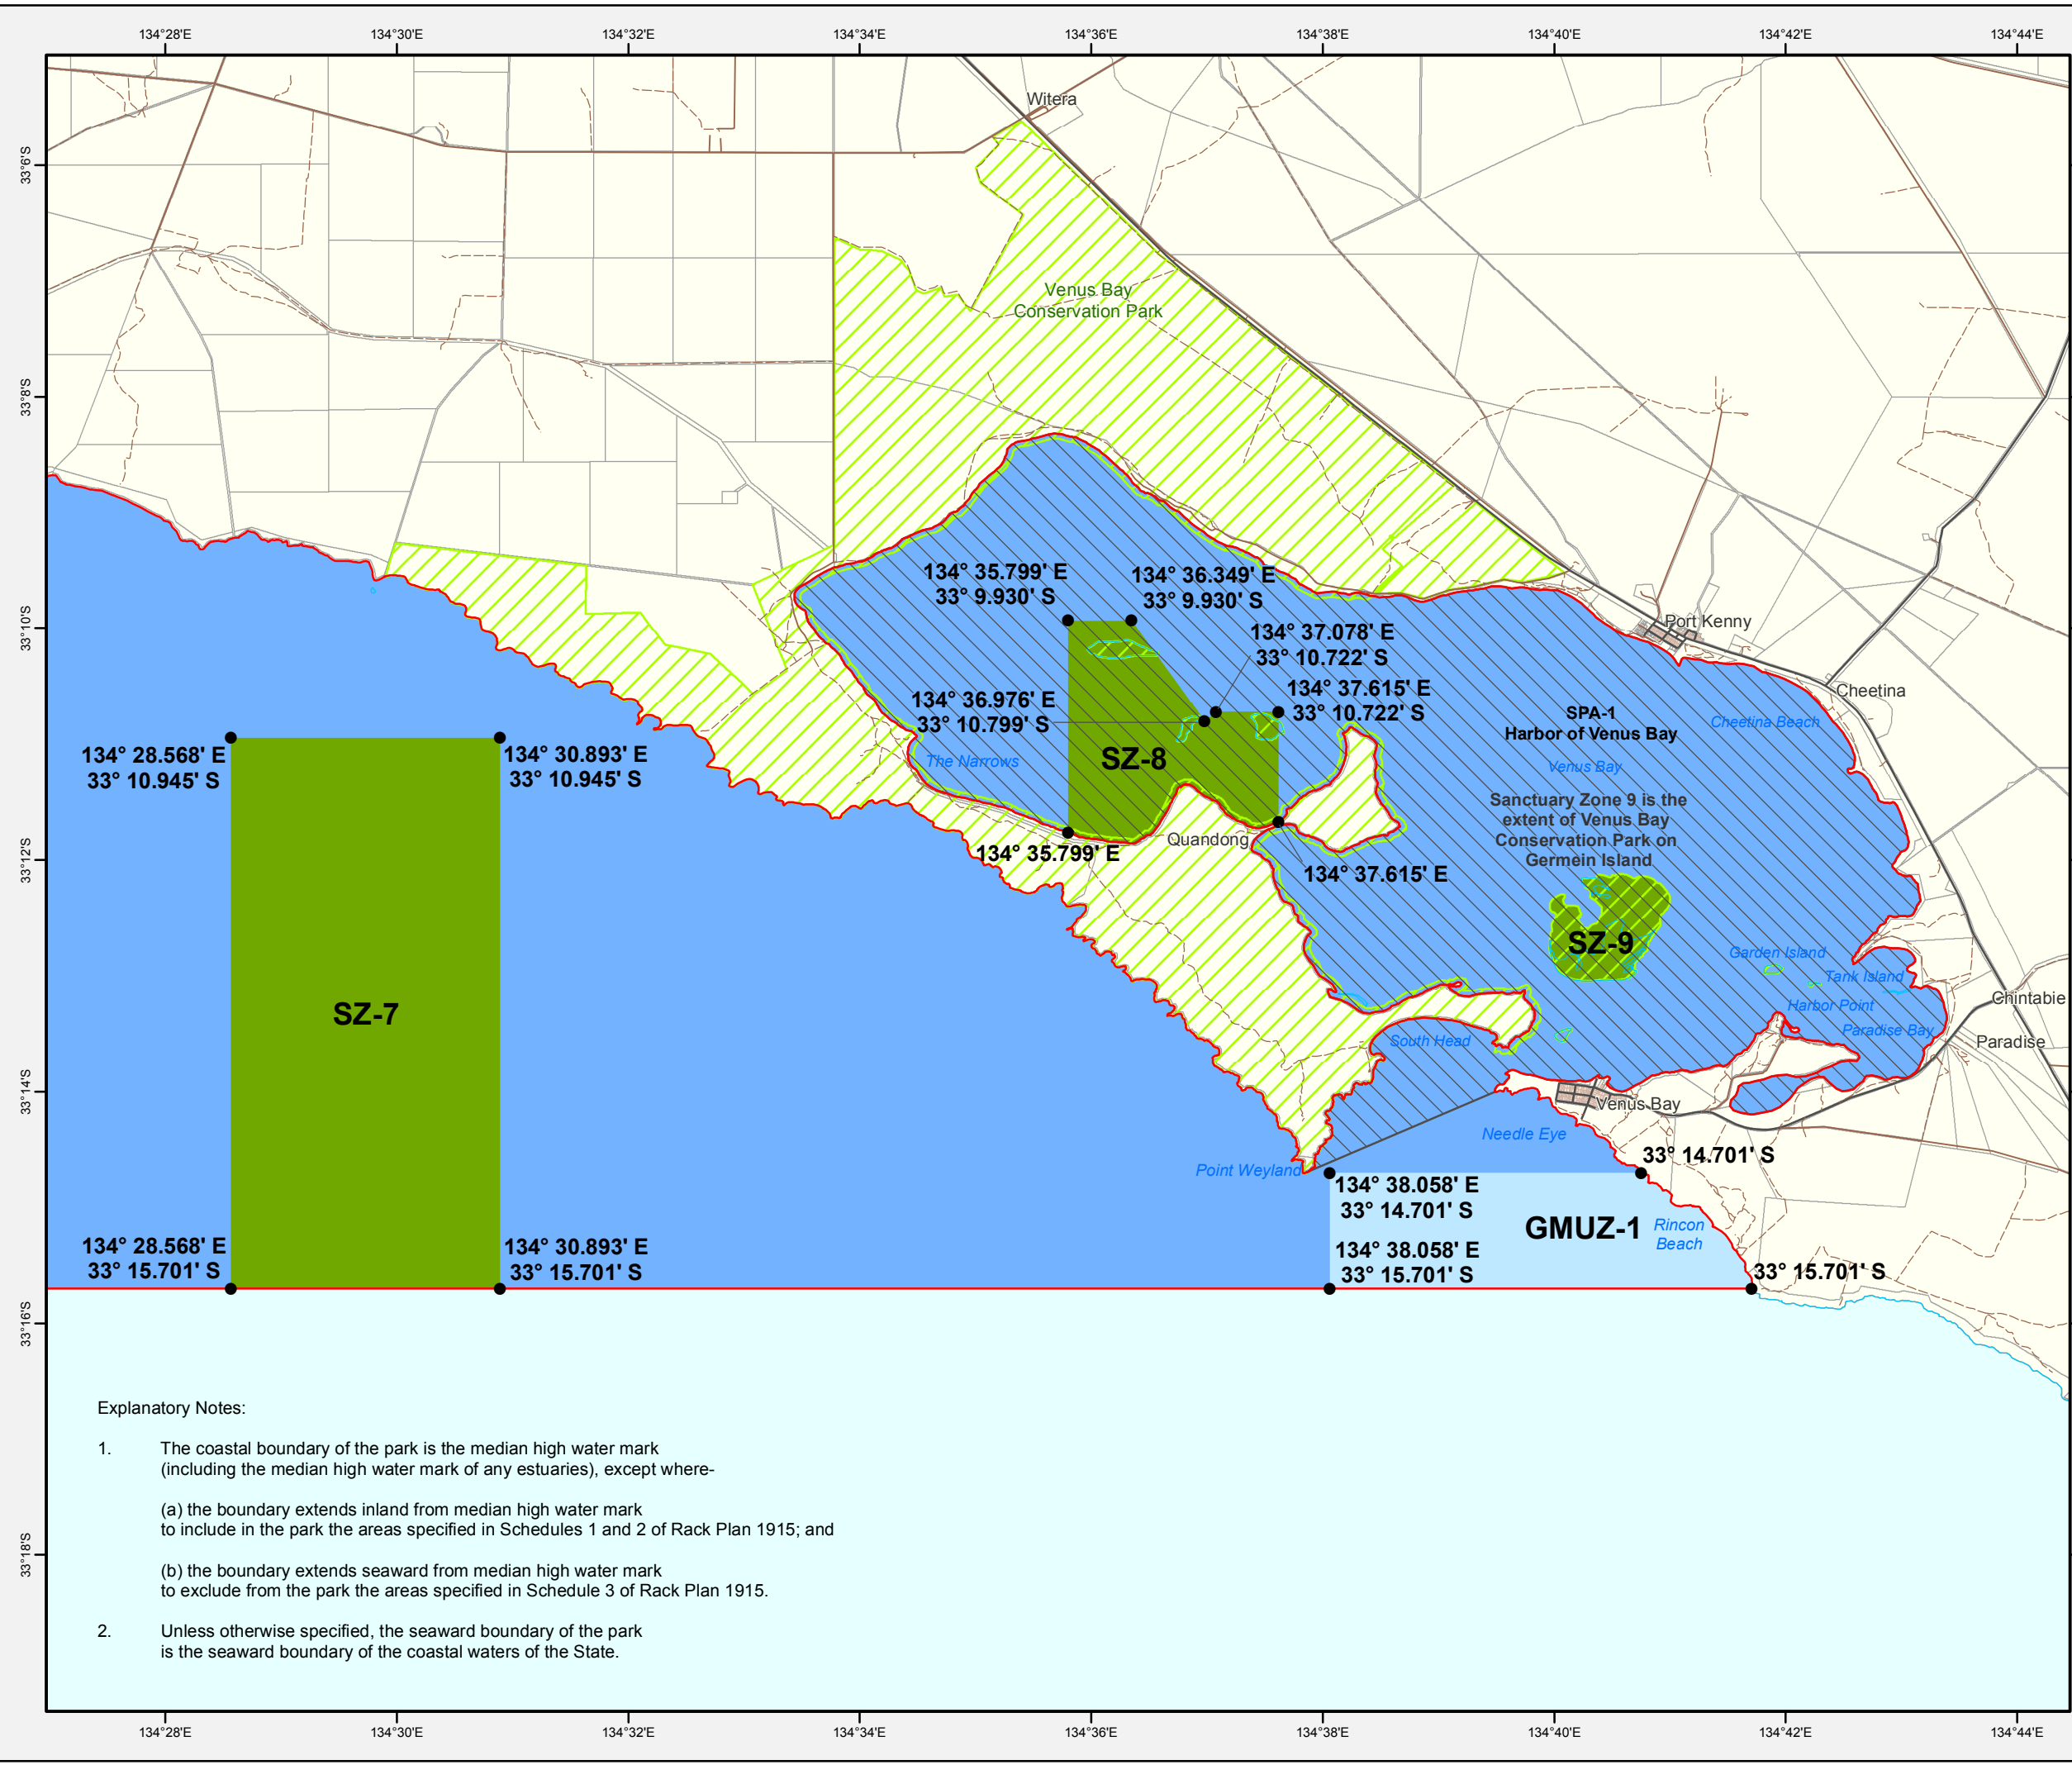 134°28'E
134°30'E
134°32'E
134°34'E
134°36'E
134°38'E
134°40'E
134°42'E
134°44'E
33°6'S
33°8'S
33°10'S
33°12'S
33°14'S
33°16'S
33°18'S
Witera
Venus Bay
Conservation Park
134° 35.799' E
33° 9.930' S
134° 36.349' E
33° 9.930' S
134° 37.078' E
33° 10.722' S
134° 37.615' E
33° 10.722' S
134° 36.976' E
33° 10.799' S
Port Kenny
Cheetina
Cheetina Beach
SPA-1
Harbor of Venus Bay
Venus Bay
Sanctuary Zone 9 is the
extent of Venus Bay
Conservation Park on
Germein Island
The Narrows
SZ-8
Quandong
134° 35.799' E
134° 37.615' E
134° 28.568' E
33° 10.945' S
134° 30.893' E
33° 10.945' S
SZ-7
SZ-9
Garden Island
Tank Island
Harbor Point
Paradise Bay
Chintabie
Paradise
South Head
Venus Bay
Needle Eye
Point Weyland
33° 14.701' S
134° 38.058' E
33° 14.701' S
GMUZ-1
Rincon
Beach
134° 38.058' E
33° 15.701' S
33° 15.701' S
134° 28.568' E
33° 15.701' S
134° 30.893' E
33° 15.701' S
Explanatory Notes:
1. The coastal boundary of the park is the median high water mark
(including the median high water mark of any estuaries), except where-
(a) the boundary extends inland from median high water mark
to include in the park the areas specified in Schedules 1 and 2 of Rack Plan 1915; and
(b) the boundary extends seaward from median high water mark
to exclude from the park the areas specified in Schedule 3 of Rack Plan 1915.
2. Unless otherwise specified, the seaward boundary of the park
is the seaward boundary of the coastal waters of the State.
134°28'E
134°30'E
134°32'E
134°34'E
134°36'E
134°38'E
134°40'E
134°42'E
134°44'E